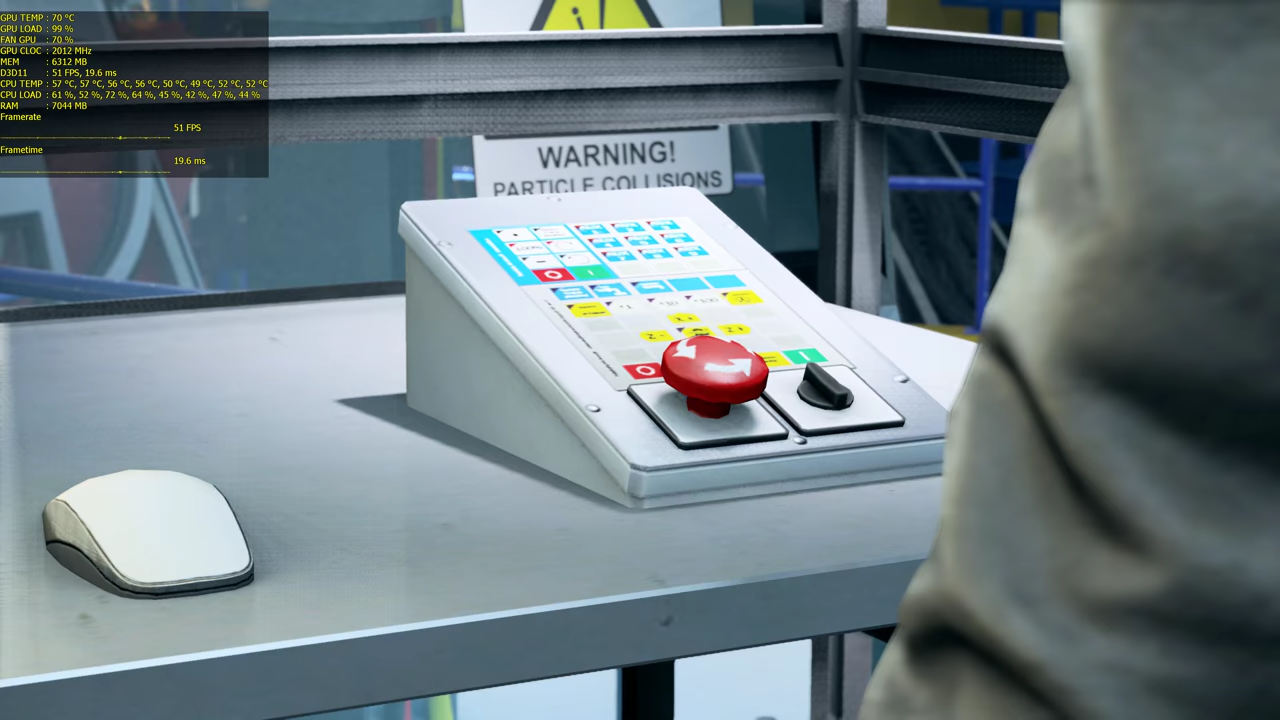 GPU TEMP : 70 °C
GPU LOAD : 99 %
FAN GPU : 70 %
GPU CLOC : 2012 MHz
MEM : 6312 MB
D3D11 : 51 FPS, 19.6 ms
CPU TEMP : 57 °C, 57 °C, 56 °C, 56 °C, 50 °C, 49 °C, 52 °C, 52 °C
CPU LOAD : 61 %, 52 %, 72 %, 64 %, 45 %, 42 %, 47 %, 44 %
RAM : 7044 MB
Framerate
51 FPS
Frametime
19.6 ms
WARNING!
PARTICLE COLLISIONS